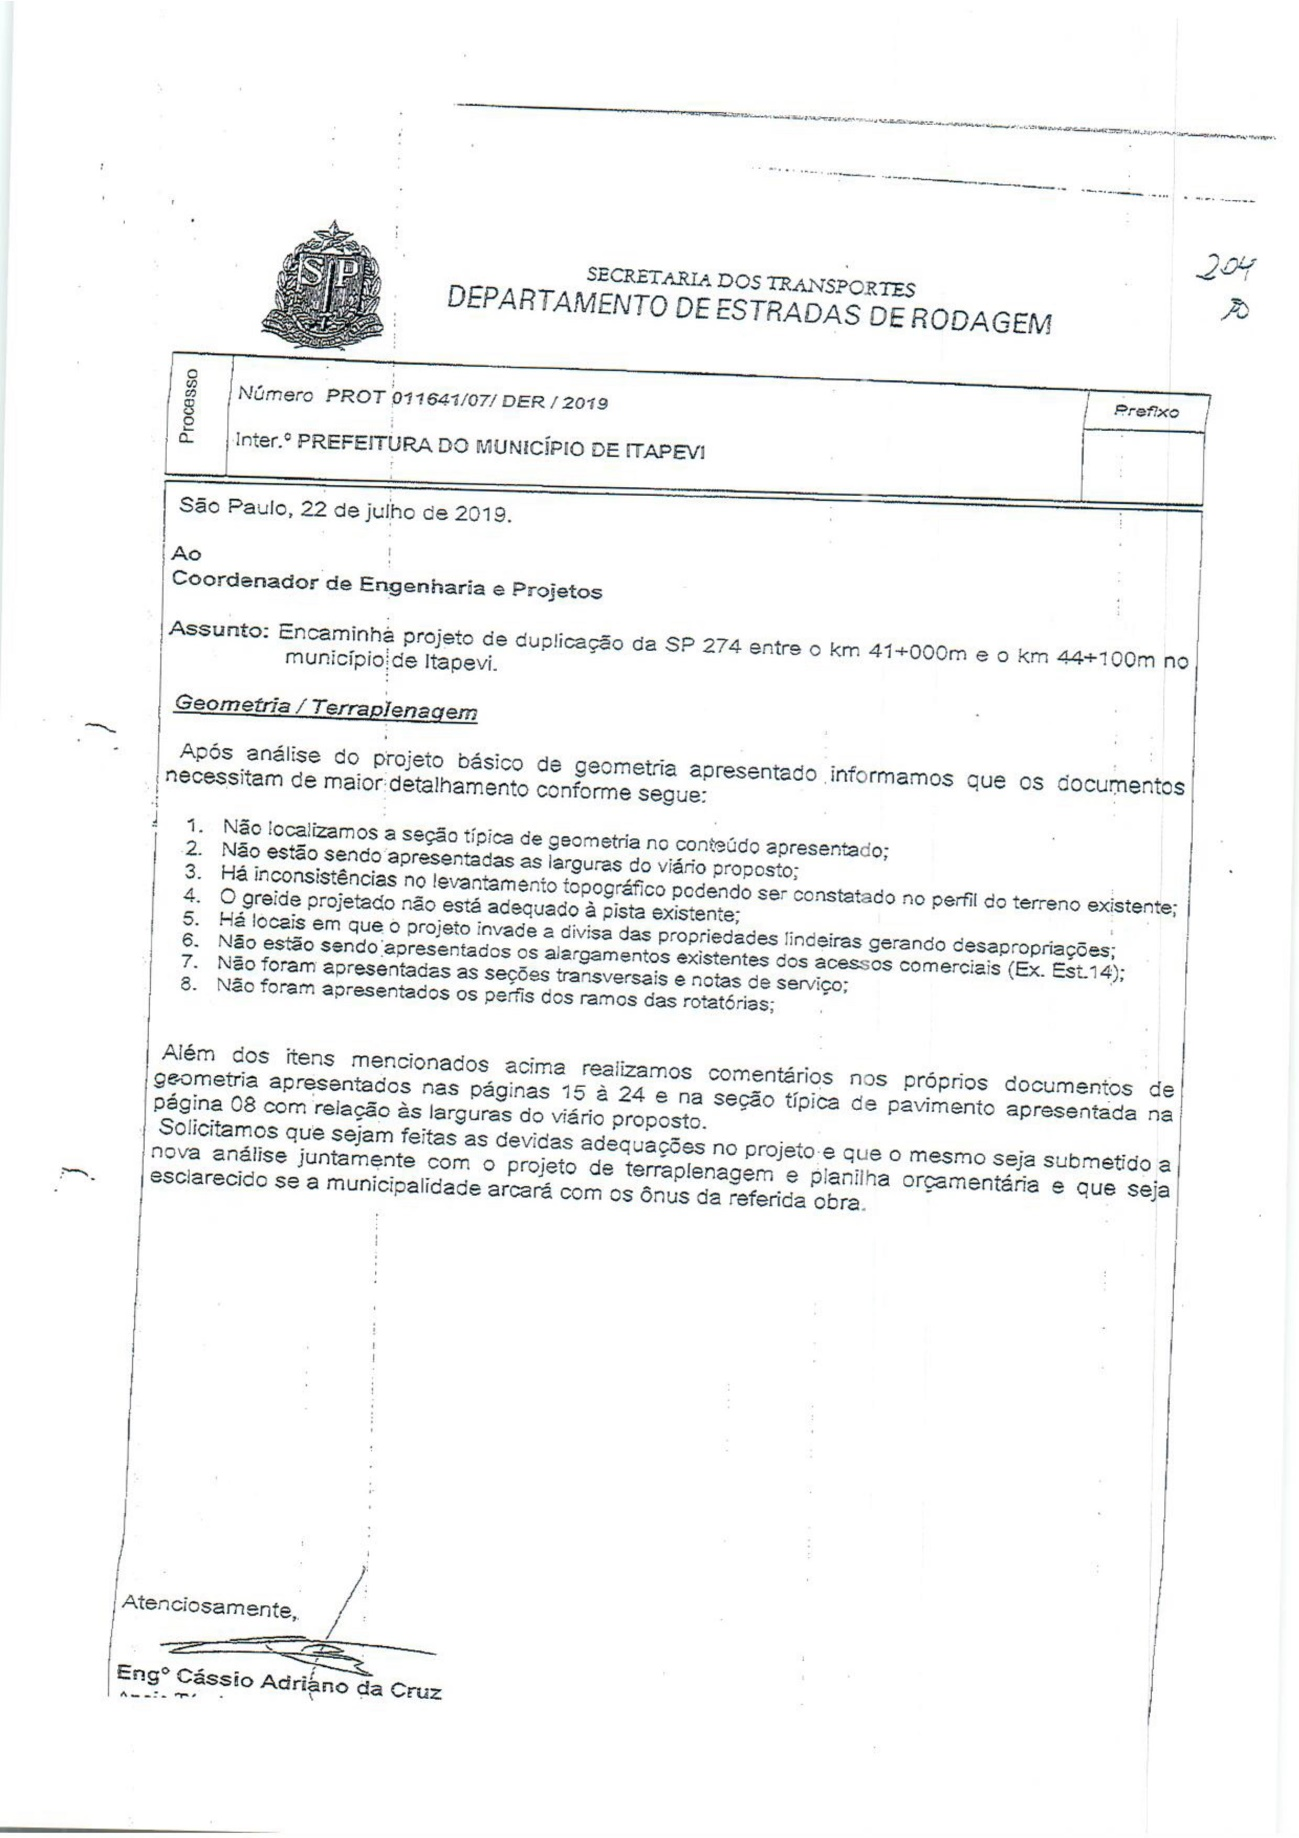 204
SP
SECRETARIA DOS TRANSPORTES
DEPARTAMENTO DE ESTRADAS DE RODAGEM
Processo
Número PROT 011641/07/ DER / 2019
Prefixo
Inter.º PREFEITURA DO MUNICÍPIO DE ITAPEVI
São Paulo, 22 de julho de 2019.
Ao
Coordenador de Engenharia e Projetos
Assunto: Encaminha projeto de duplicação da SP 274 entre o km 41+000m e o km 44+100m no
município de Itapevi.
Geometria / Terraplenagem
Após análise do projeto básico de geometria apresentado informamos que os documentos
necessitam de maior detalhamento conforme segue:
1. Não localizamos a seção típica de geometria no conteúdo apresentado;
2. Não estão sendo apresentadas as larguras do viário proposto;
3. Há inconsistências no levantamento topográfico podendo ser constatado no perfil do terreno existente;
4. O greide projetado não está adequado à pista existente;
5. Há locais em que o projeto invade a divisa das propriedades lindeiras gerando desapropriações;
6. Não estão sendo apresentados os alargamentos existentes dos acessos comerciais (Ex. Est.14);
7. Não foram apresentadas as seções transversais e notas de serviço;
8. Não foram apresentados os perfis dos ramos das rotatórias;
Além dos itens mencionados acima realizamos comentários nos próprios documentos de
geometria apresentados nas páginas 15 à 24 e na seção típica de pavimento apresentada na
página 08 com relação às larguras do viário proposto.
Solicitamos que sejam feitas as devidas adequações no projeto e que o mesmo seja submetido a
nova análise juntamente com o projeto de terraplenagem e planilha orçamentária e que seja
esclarecido se a municipalidade arcará com os ônus da referida obra.
Atenciosamente,
Engº Cássio Adriano da Cruz